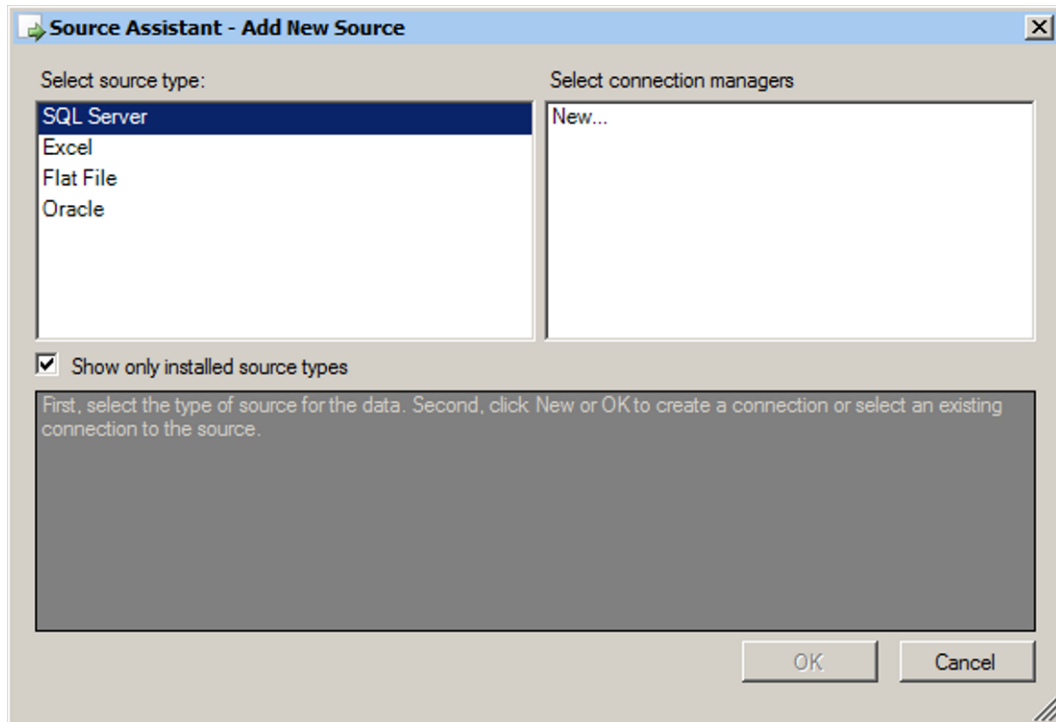 Source Assistant - Add New Source
Select source type:
Select connection managers
SQL Server
Excel
Flat File
Oracle
New...
Show only installed source types
First, select the type of source for the data. Second, click New or OK to create a connection or select an existing
connection to the source.
OK
Cancel